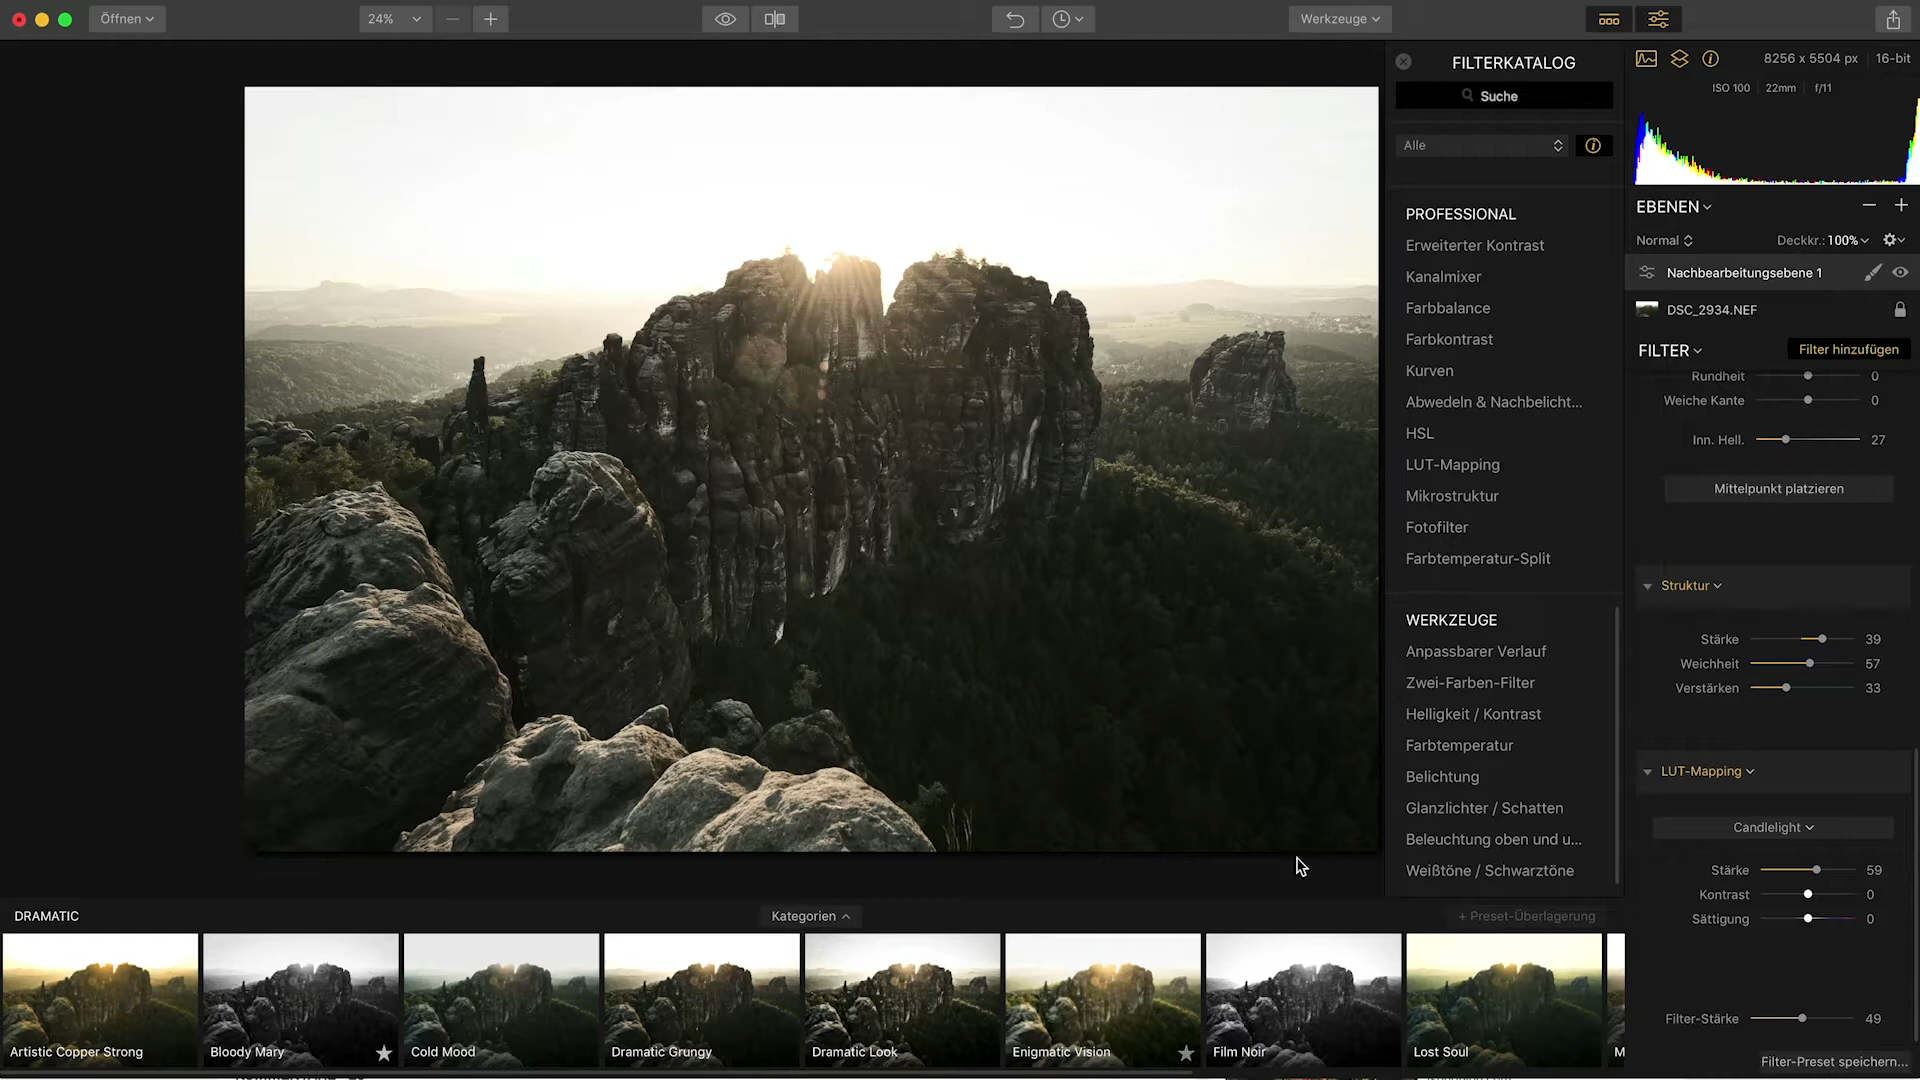 Öffnen
24%
Werkzeuge
FILTERKATALOG
Suche
Alle
PROFESSIONAL
Erweiterter Kontrast
Kanalmixer
Farbbalance
Farbkontrast
Kurven
Abwedeln & Nachbelicht...
HSL
LUT-Mapping
Mikrostruktur
Fotofilter
Farbtemperatur-Split
WERKZEUGE
Anpassbarer Verlauf
Zwei-Farben-Filter
Helligkeit / Kontrast
Farbtemperatur
Belichtung
Glanzlichter / Schatten
Beleuchtung oben und u...
Weißtöne / Schwarztöne
8256 x 5504 px 16-bit
ISO 100 22mm f/11
EBENEN
Normal Deckkr.: 100%
Nachbearbeitungsebene 1
DSC_2934.NEF
FILTER Filter hinzufügen
Rundheit 0
Weiche Kante 0
Inn. Hell. 27
Mittelpunkt platzieren
Struktur
Stärke 39
Weichheit 57
Verstärken 33
LUT-Mapping
Candlelight
Stärke 59
Kontrast 0
Sättigung 0
Filter-Stärke 49
Filter-Preset speichern...
DRAMATIC Kategorien + Preset-Überlagerung
Artistic Copper Strong
Bloody Mary
Cold Mood
Dramatic Grungy
Dramatic Look
Enigmatic Vision
Film Noir
Lost Soul
M